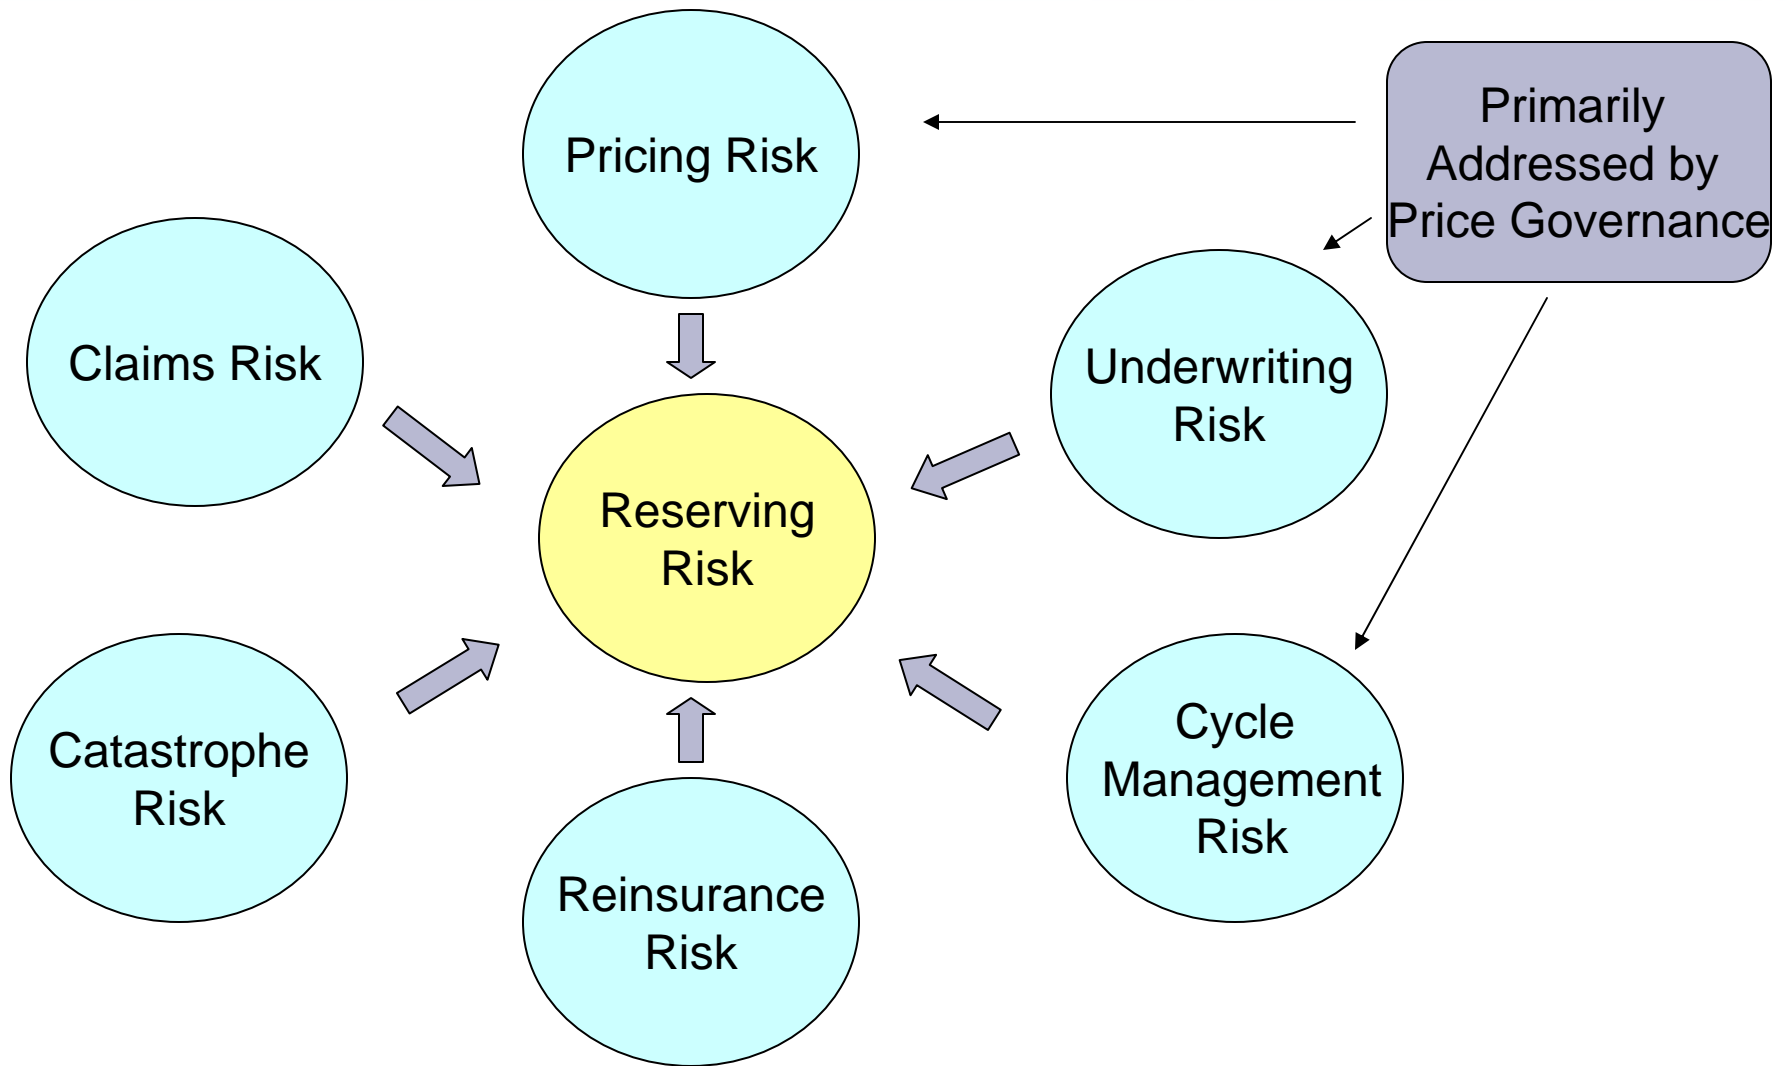 Pricing Risk
Primarily
Addressed by
Price Governance
Claims Risk
Underwriting
Risk
Reserving
Risk
Catastrophe
Risk
Cycle
Management
Risk
Reinsurance
Risk